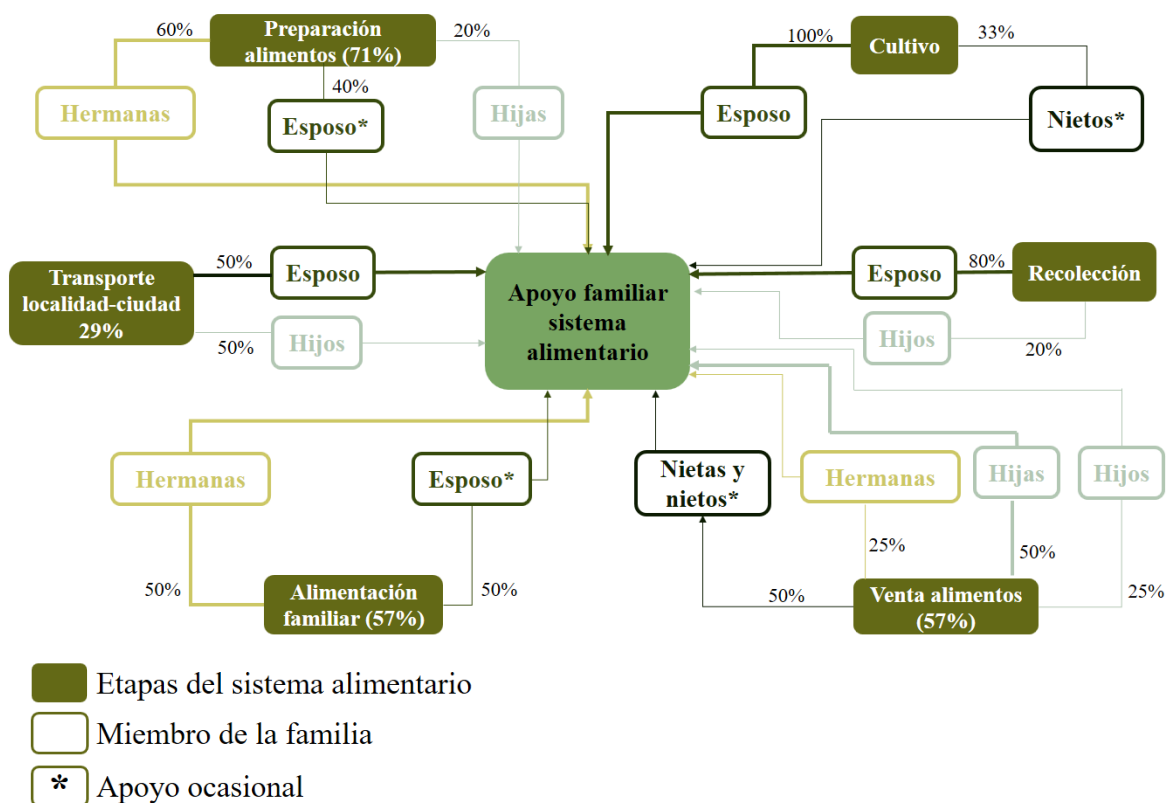 60%
Preparación
alimentos (71%)
20%
40%
Hermanas
Esposo*
Hijas
100%
Cultivo
33%
Esposo
Nietos*
50%
Transporte
localidad-ciudad
29%
Esposo
50%
Hijos
Apoyo familiar
sistema
alimentario
Esposo
80%
Recolección
Hijos
20%
Hermanas
Esposo*
50%
Alimentación
familiar (57%)
50%
Nietas y
nietos*
Hermanas
Hijas
Hijos
25%
50%
50%
Venta alimentos
(57%)
25%
Etapas del sistema alimentario
Miembro de la familia
* Apoyo ocasional